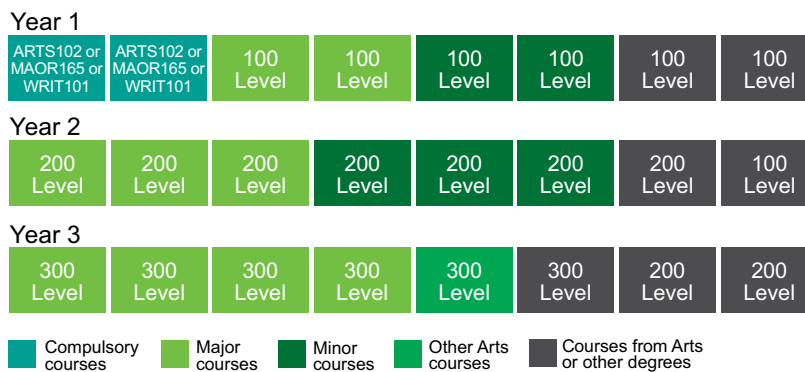 Year 1
ARTS102 or
MAOR165 or
WRIT101
ARTS102 or
MAOR165 or
WRIT101
100
Level
100
Level
100
Level
100
Level
100
Level
100
Level
Year 2
200
Level
200
Level
200
Level
200
Level
200
Level
200
Level
200
Level
100
Level
Year 3
300
Level
300
Level
300
Level
300
Level
300
Level
300
Level
200
Level
200
Level
Compulsory
courses
Major
courses
Minor
courses
Other Arts
courses
Courses from Arts
or other degrees